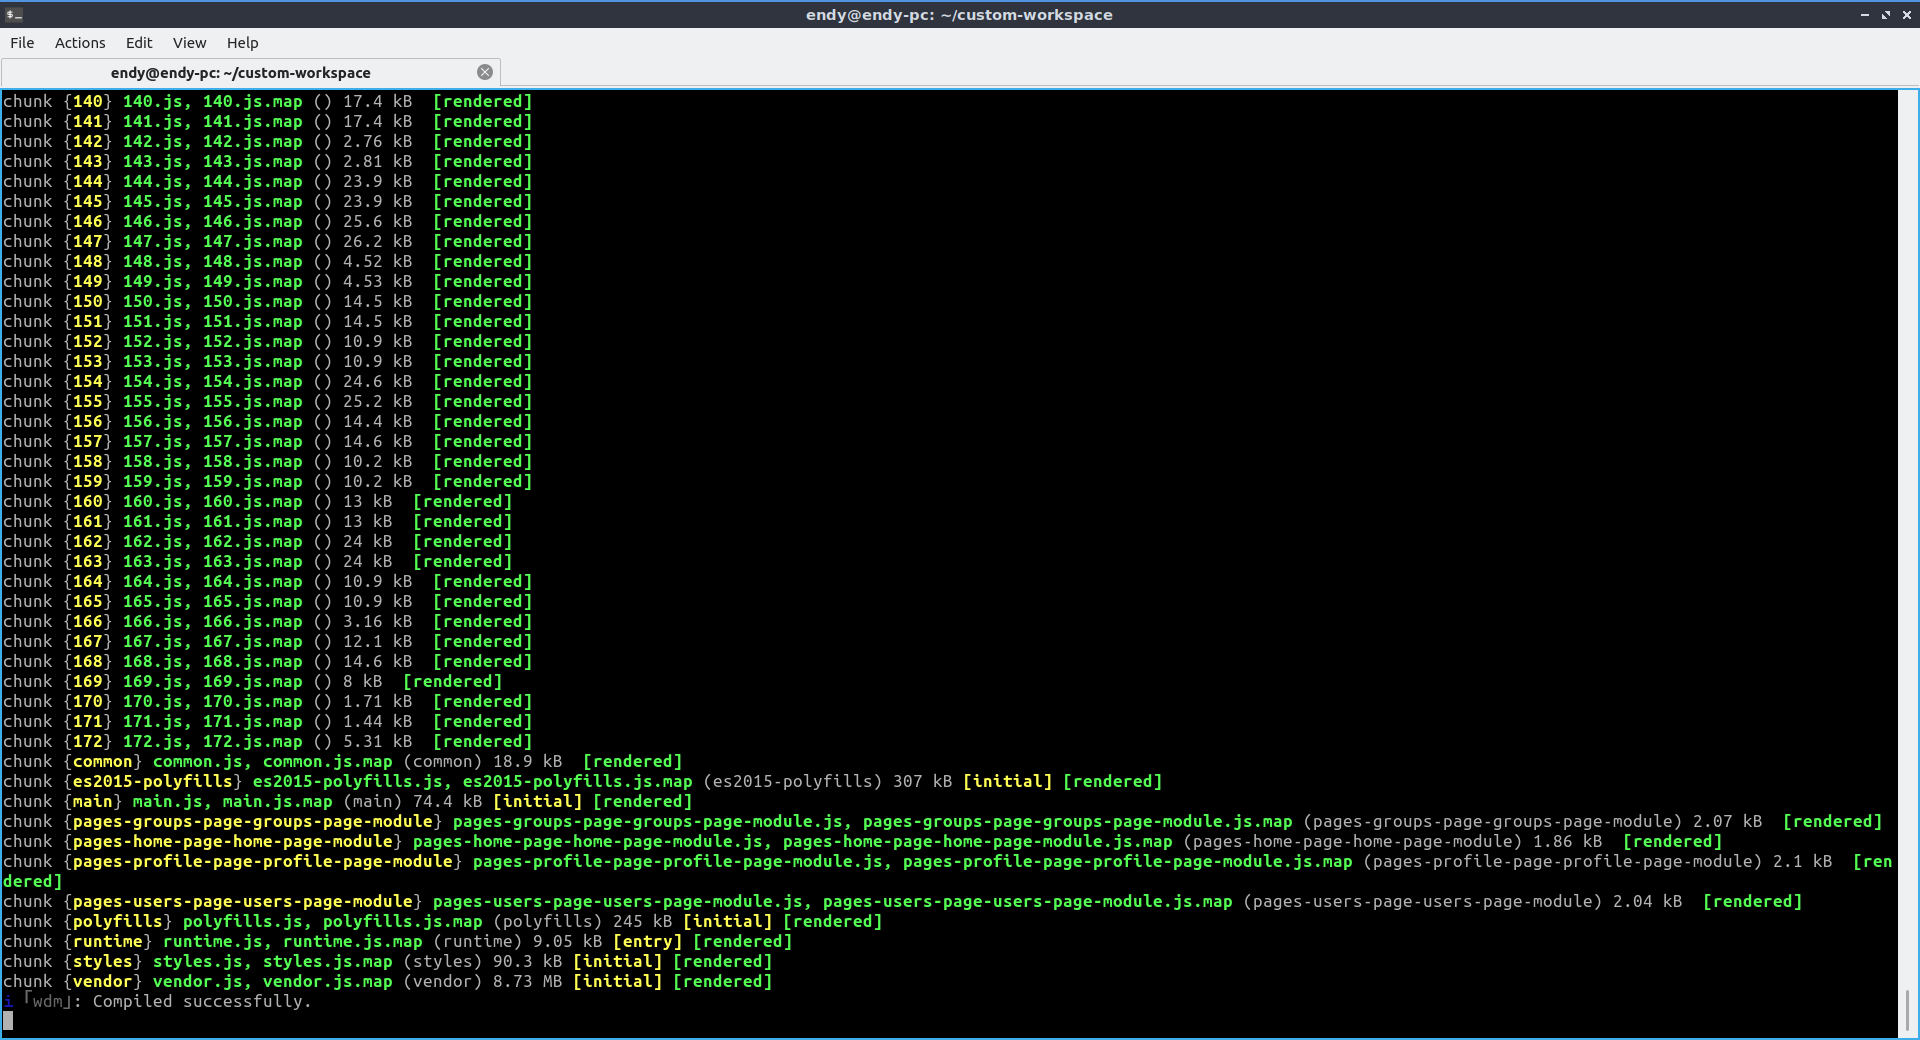 endy@endy-pc: ~/custom-workspace
File Actions Edit View Help
endy@endy-pc: ~/custom-workspace
chunk {140} 140.js, 140.js.map () 17.4 kB  [rendered]
chunk {141} 141.js, 141.js.map () 17.4 kB  [rendered]
chunk {142} 142.js, 142.js.map () 2.76 kB  [rendered]
chunk {143} 143.js, 143.js.map () 2.81 kB  [rendered]
chunk {144} 144.js, 144.js.map () 23.9 kB  [rendered]
chunk {145} 145.js, 145.js.map () 23.9 kB  [rendered]
chunk {146} 146.js, 146.js.map () 25.6 kB  [rendered]
chunk {147} 147.js, 147.js.map () 26.2 kB  [rendered]
chunk {148} 148.js, 148.js.map () 4.52 kB  [rendered]
chunk {149} 149.js, 149.js.map () 4.53 kB  [rendered]
chunk {150} 150.js, 150.js.map () 14.5 kB  [rendered]
chunk {151} 151.js, 151.js.map () 14.5 kB  [rendered]
chunk {152} 152.js, 152.js.map () 10.9 kB  [rendered]
chunk {153} 153.js, 153.js.map () 10.9 kB  [rendered]
chunk {154} 154.js, 154.js.map () 24.6 kB  [rendered]
chunk {155} 155.js, 155.js.map () 25.2 kB  [rendered]
chunk {156} 156.js, 156.js.map () 14.4 kB  [rendered]
chunk {157} 157.js, 157.js.map () 14.6 kB  [rendered]
chunk {158} 158.js, 158.js.map () 10.2 kB  [rendered]
chunk {159} 159.js, 159.js.map () 10.2 kB  [rendered]
chunk {160} 160.js, 160.js.map () 13 kB  [rendered]
chunk {161} 161.js, 161.js.map () 13 kB  [rendered]
chunk {162} 162.js, 162.js.map () 24 kB  [rendered]
chunk {163} 163.js, 163.js.map () 24 kB  [rendered]
chunk {164} 164.js, 164.js.map () 10.9 kB  [rendered]
chunk {165} 165.js, 165.js.map () 10.9 kB  [rendered]
chunk {166} 166.js, 166.js.map () 3.16 kB  [rendered]
chunk {167} 167.js, 167.js.map () 12.1 kB  [rendered]
chunk {168} 168.js, 168.js.map () 14.6 kB  [rendered]
chunk {169} 169.js, 169.js.map () 8 kB  [rendered]
chunk {170} 170.js, 170.js.map () 1.71 kB  [rendered]
chunk {171} 171.js, 171.js.map () 1.44 kB  [rendered]
chunk {172} 172.js, 172.js.map () 5.31 kB  [rendered]
chunk {common} common.js, common.js.map (common) 18.9 kB  [rendered]
chunk {es2015-polyfills} es2015-polyfills.js, es2015-polyfills.js.map (es2015-polyfills) 307 kB [initial] [rendered]
chunk {main} main.js, main.js.map (main) 74.4 kB [initial] [rendered]
chunk {pages-groups-page-groups-page-module} pages-groups-page-groups-page-module.js, pages-groups-page-groups-page-module.js.map (pages-groups-page-groups-page-module) 2.07 kB  [rendered]
chunk {pages-home-page-home-page-module} pages-home-page-home-page-module.js, pages-home-page-home-page-module.js.map (pages-home-page-home-page-module) 1.86 kB  [rendered]
chunk {pages-profile-page-profile-page-module} pages-profile-page-profile-page-module.js, pages-profile-page-profile-page-module.js.map (pages-profile-page-profile-page-module) 2.1 kB  [ren
dered]
chunk {pages-users-page-users-page-module} pages-users-page-users-page-module.js, pages-users-page-users-page-module.js.map (pages-users-page-users-page-module) 2.04 kB  [rendered]
chunk {polyfills} polyfills.js, polyfills.js.map (polyfills) 245 kB [initial] [rendered]
chunk {runtime} runtime.js, runtime.js.map (runtime) 9.05 kB [entry] [rendered]
chunk {styles} styles.js, styles.js.map (styles) 90.3 kB [initial] [rendered]
chunk {vendor} vendor.js, vendor.js.map (vendor) 8.73 MB [initial] [rendered]
i ｢wdm｣: Compiled successfully.